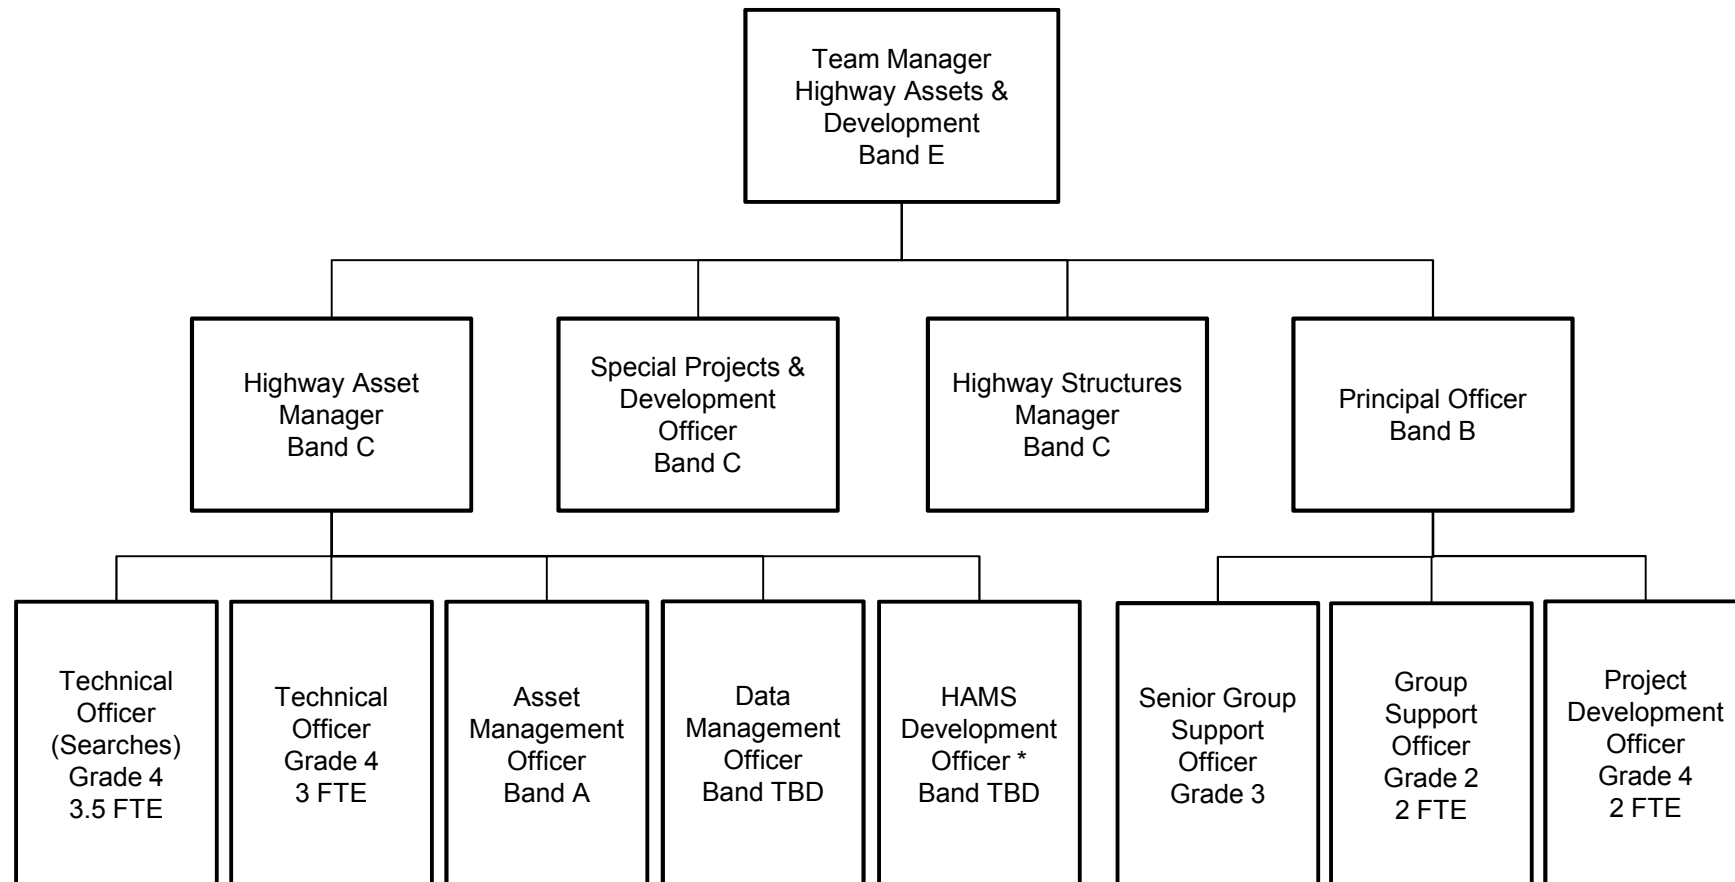 Team Manager
Highway Assets &
Development
Band E
Highway Asset
Manager
Band C
Special Projects &
Development
Officer
Band C
Highway Structures
Manager
Band C
Principal Officer
Band B
Technical
Officer
(Searches)
Grade 4
3.5 FTE
Technical
Officer
Grade 4
3 FTE
Asset
Management
Officer
Band A
Data
Management
Officer
Band TBD
HAMS
Development
Officer *
Band TBD
Senior Group
Support
Officer
Grade 3
Group
Support
Officer
Grade 2
2 FTE
Project
Development
Officer
Grade 4
2 FTE